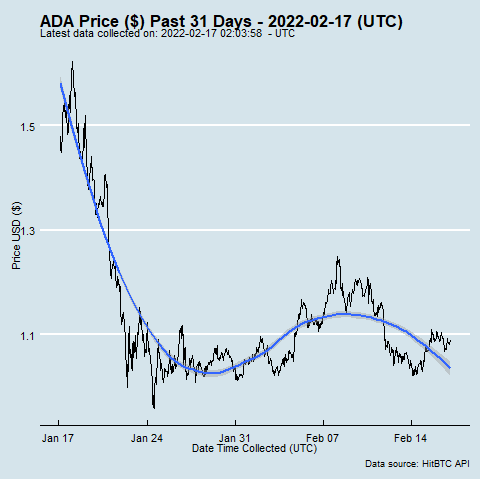 ADA Price ($) Past 31 Days - 2022-02-17 (UTC)
Latest data collected on: 2022-02-17 02:03:58 - UTC
1.5
1.3
1.1
Price USD ($)
Jan 17 Jan 24 Jan 31 Feb 07 Feb 14
Date Time Collected (UTC)
Data source: HitBTC API